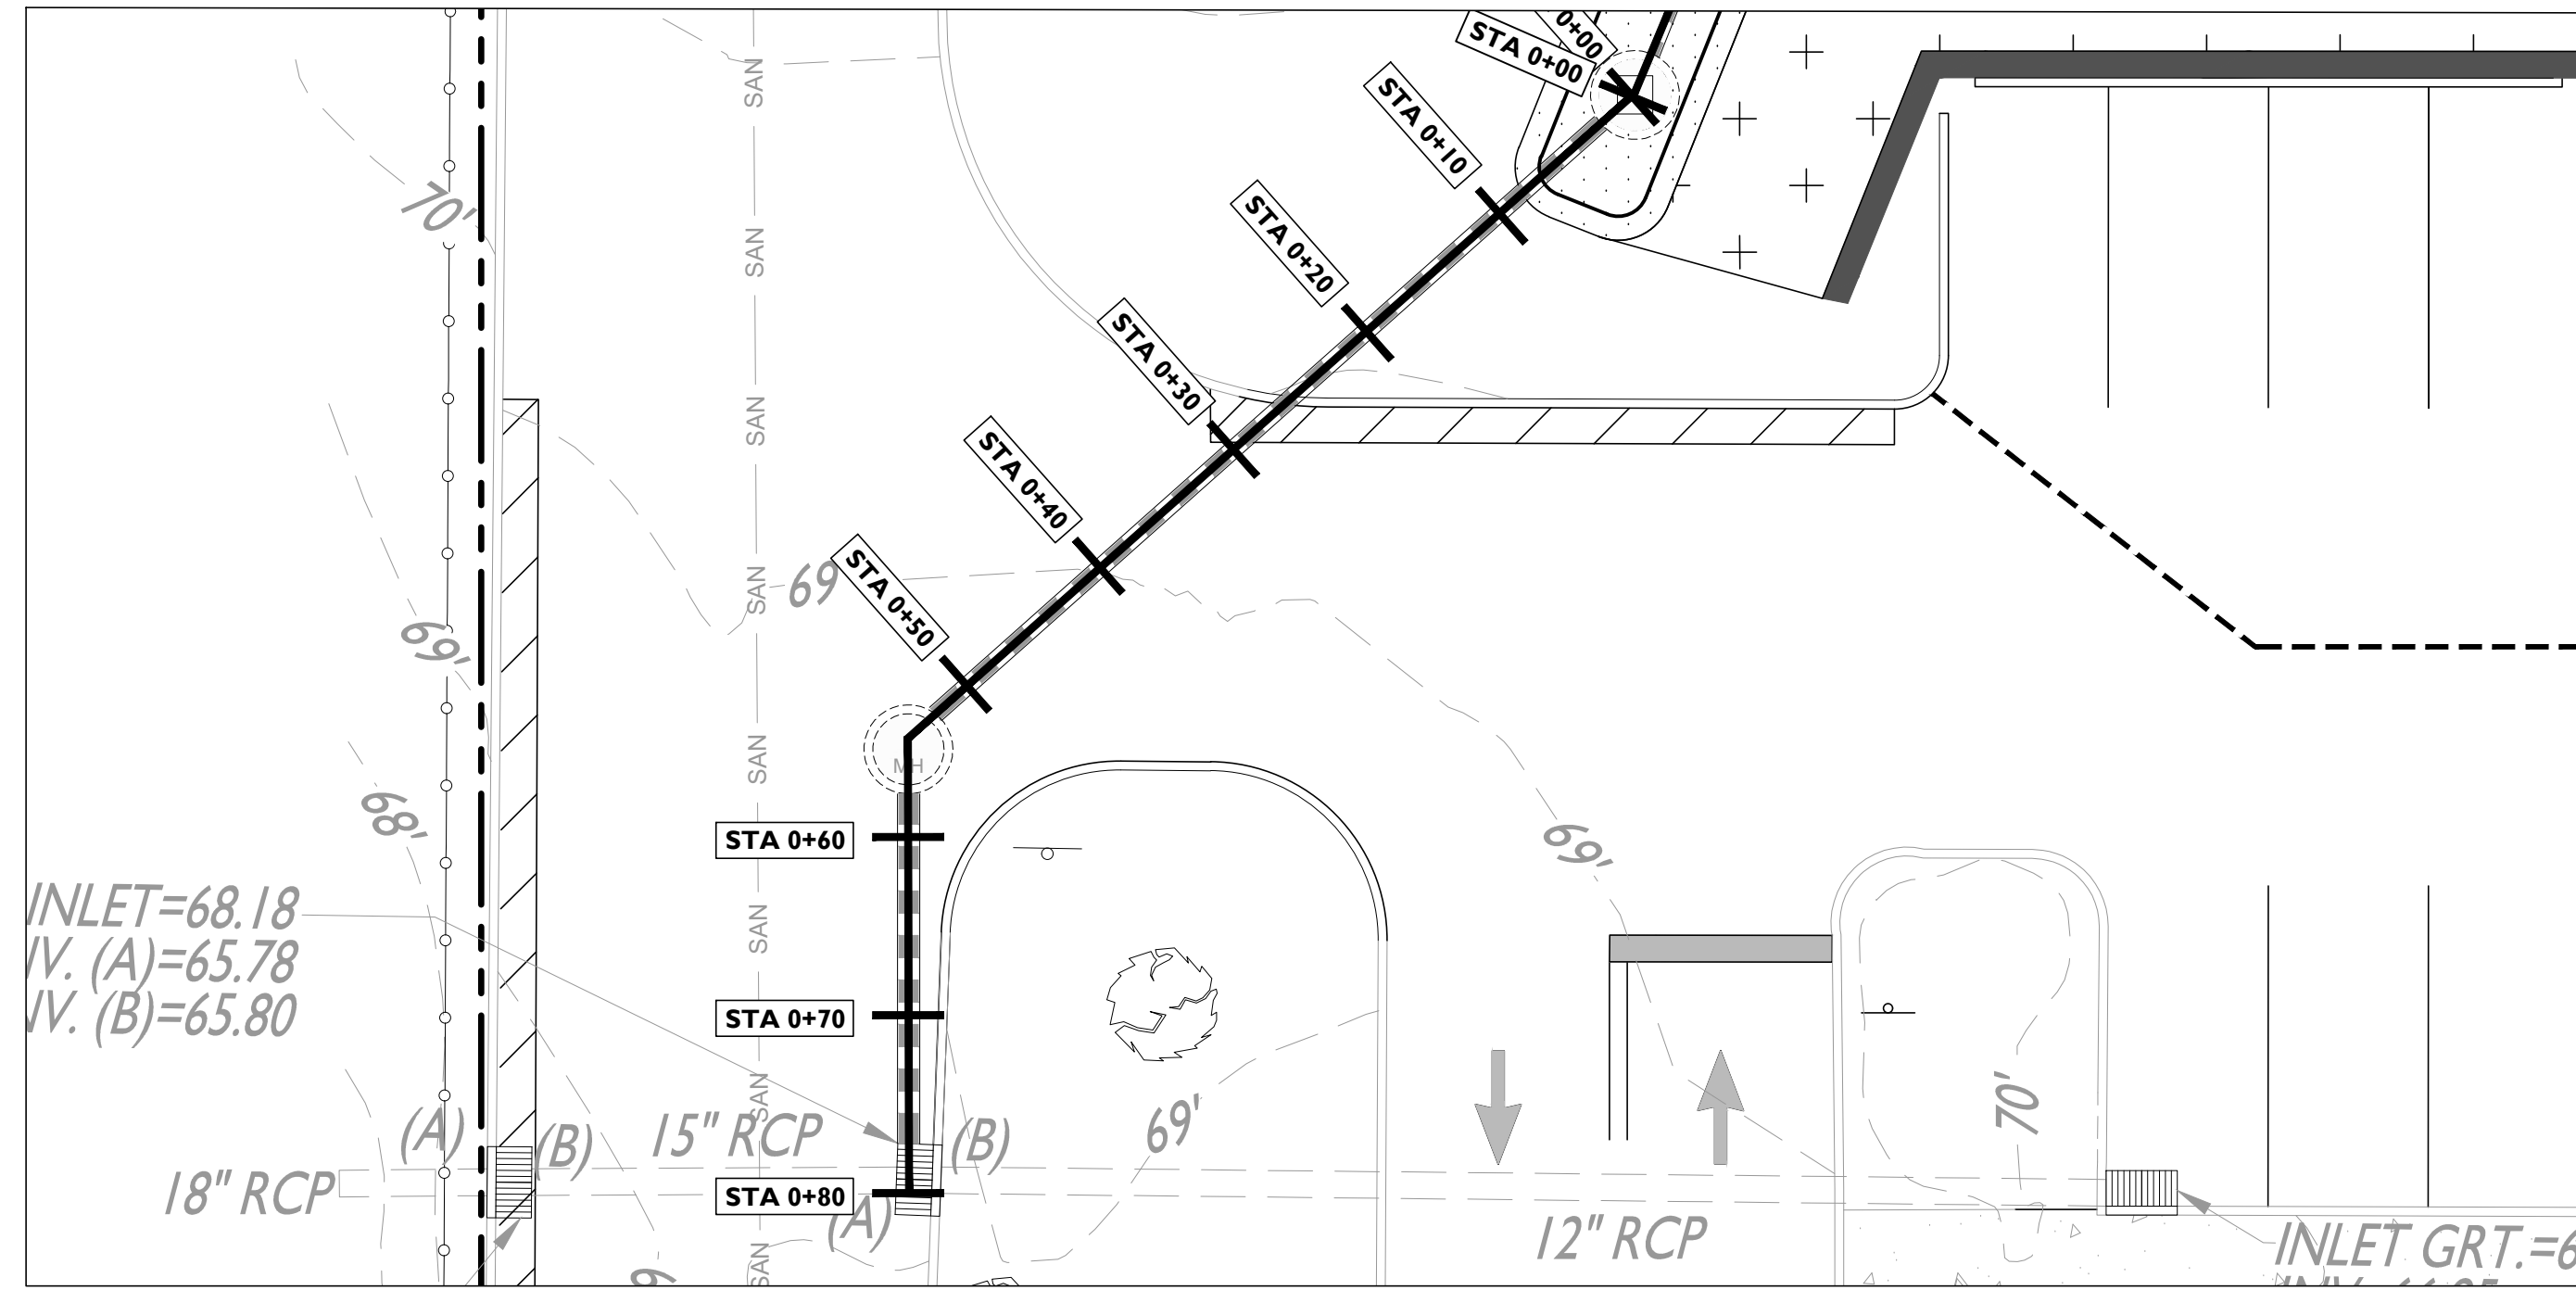 0+00
STA 0+00
STA 0+10
STA 0+20
STA 0+30
STA 0+40
STA 0+50
STA 0+60
STA 0+70
STA 0+80
SAN
SAN
SAN
SAN
SAN
SAN
SAN
SAN
70'
69
69'
68'
MH
69'
INLET=68.18
(A)=65.78
(B)=65.80
(A)
(B)
15" RCP
(B)
69'
70'
18" RCP
(A)
12" RCP
INLET GRT.=6